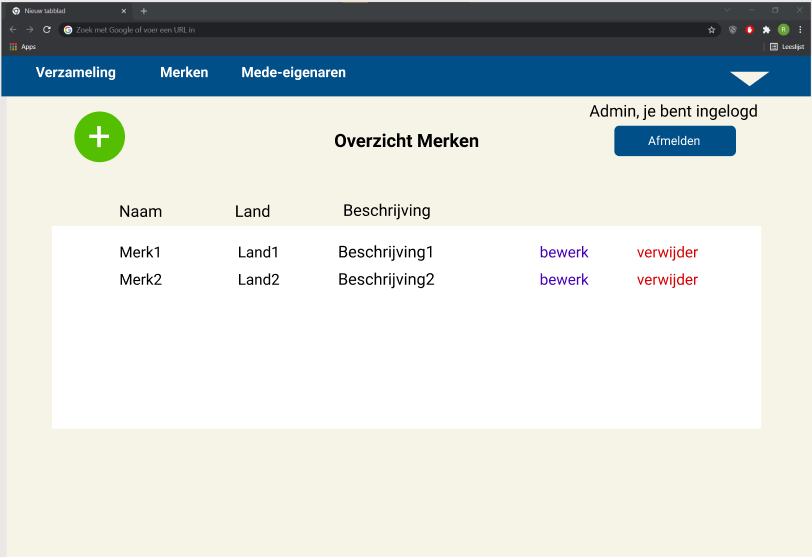 Nieuw tabblad
Zoek met Google of voer een URL in
R
Apps
Leeslijst
Verzameling Merken Mede-eigenaren
Admin, je bent ingelogd
Overzicht Merken
Afmelden
Naam Land Beschrijving
Merk1 Land1 Beschrijving1 bewerk verwijder
Merk2 Land2 Beschrijving2 bewerk verwijder